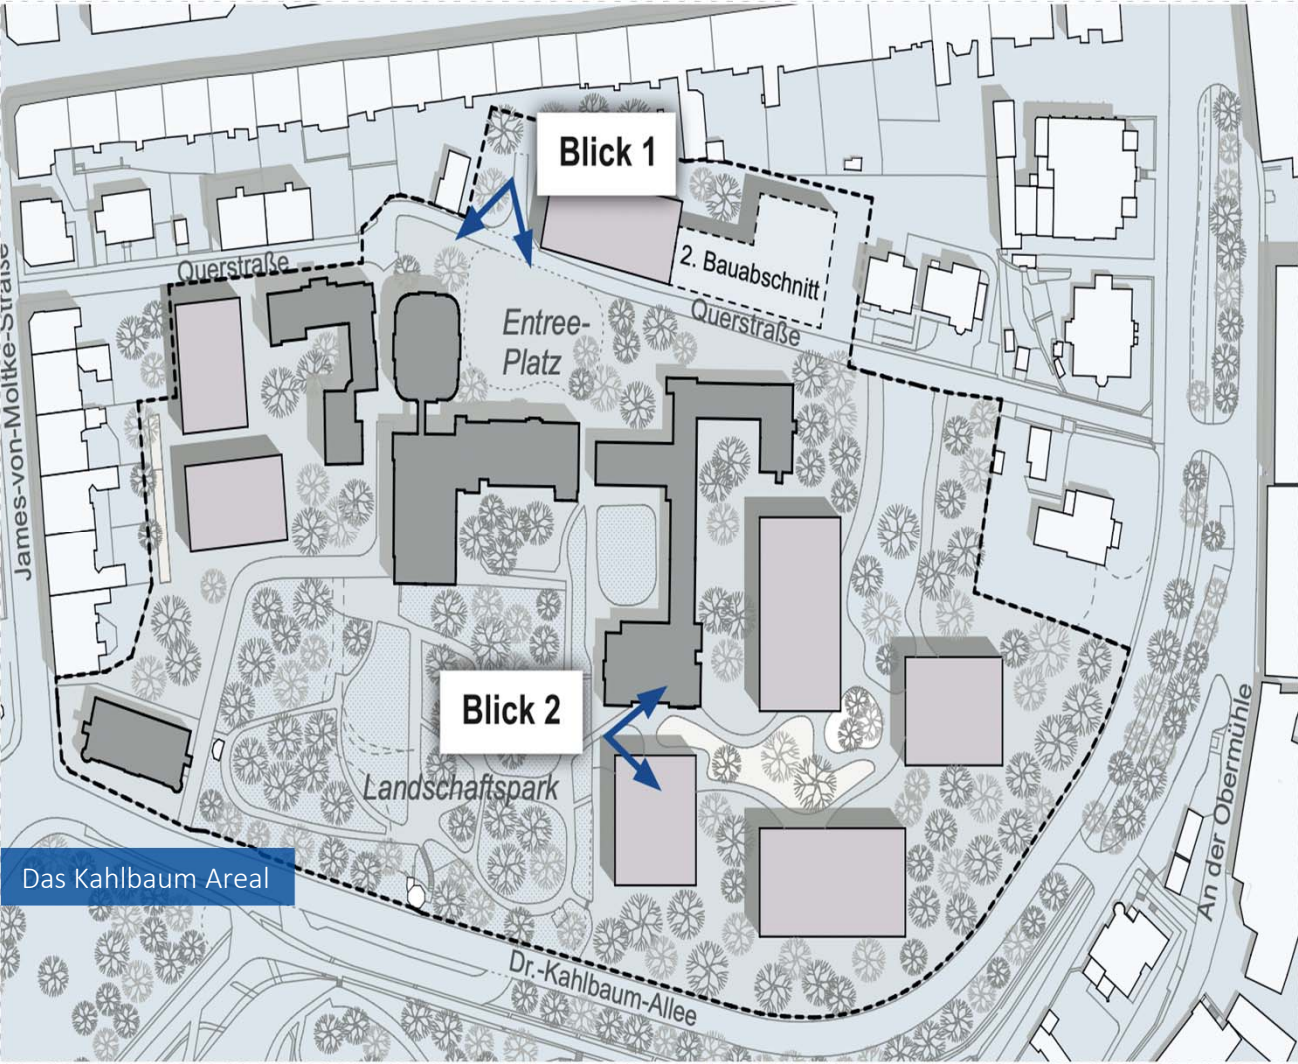 Blick 1
2. Bauabschnitt
Querstraße
Querstraße
Entree-
Platz
James-von-Moltke-Straße
Blick 2
Landschaftspark
An der Obermühle
Das Kahlbaum Areal
Dr.-Kahlbaum-Allee